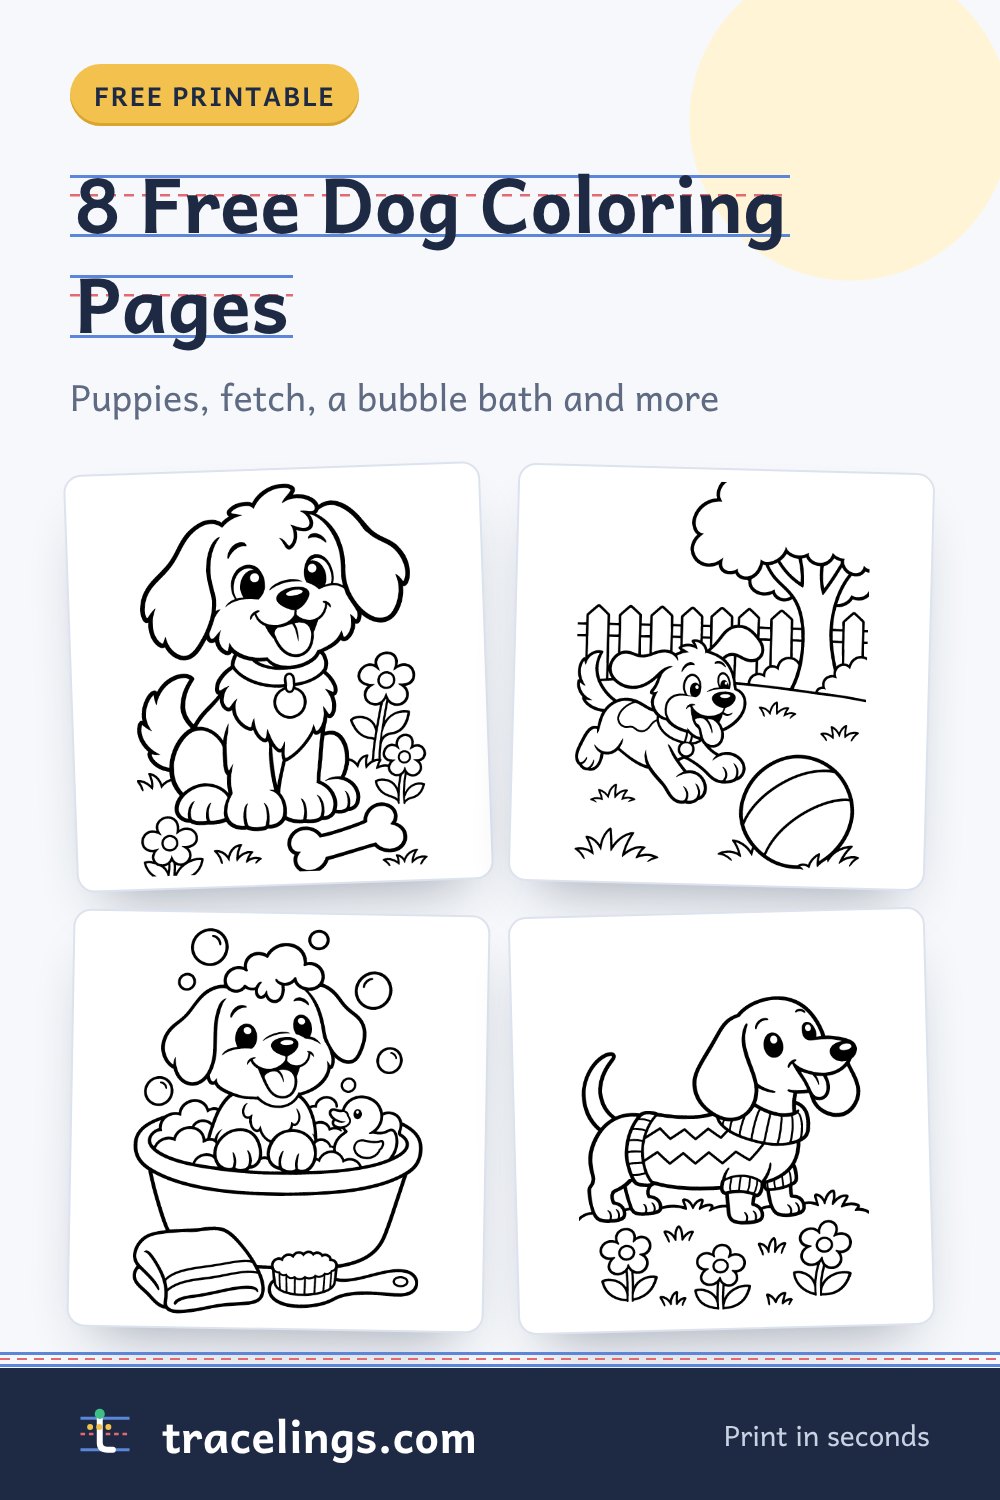 FREE PRINTABLE
8 Free Dog Coloring
Pages
Puppies, fetch, a bubble bath and more
tracelings.com
Print in seconds